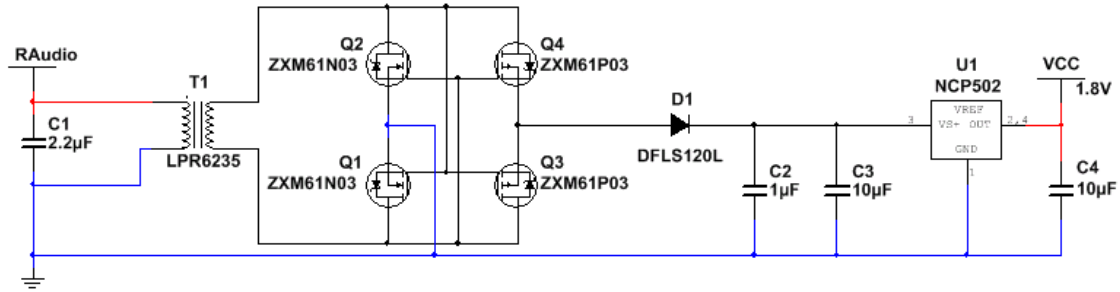 RAudio
C1
2.2µF
T1
LPR6235
Q2
ZXM61N03
Q4
ZXM61P03
Q1
ZXM61N03
Q3
ZXM61P03
D1
DFLS120L
C2
1µF
C3
10µF
U1
NCP502
VREF
VS+ OUT
GND
3
2,4
1
VCC
1.8V
C4
10µF